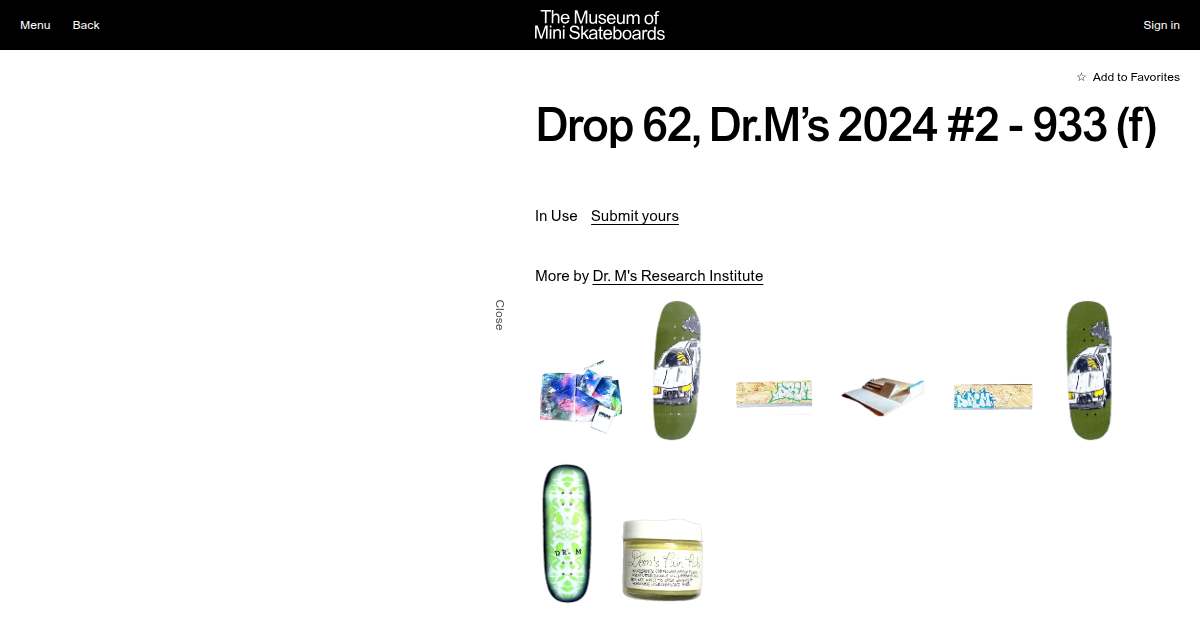 Menu
Back
The Museum of
Mini Skateboards
Sign in
☆ Add to Favorites
Drop 62, Dr.M’s 2024 #2 - 933 (f)
In Use
Submit yours
More by Dr. M's Research Institute
Close
DR. M